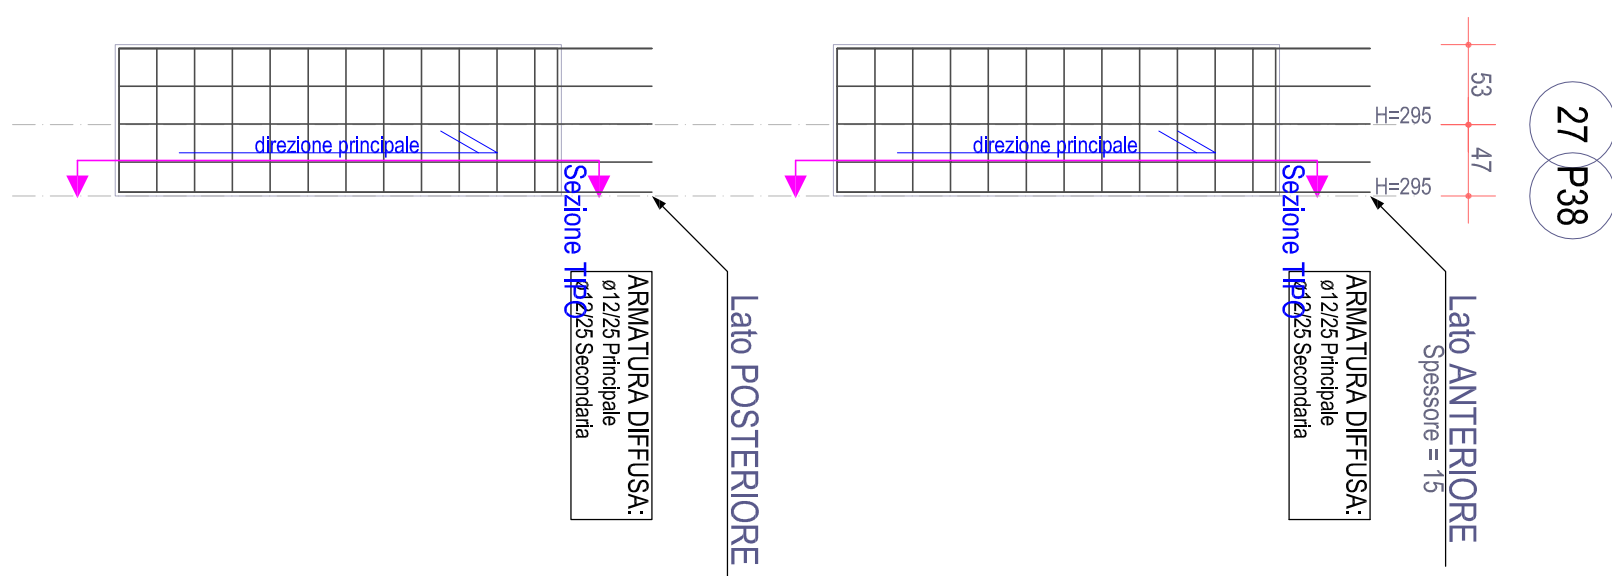 direzione principale
Sezione TIPO
ARMATURA DIFFUSA:
ø12/25 Principale
ø12/25 Secondaria
Lato POSTERIORE
direzione principale
Sezione TIPO
ARMATURA DIFFUSA:
ø12/25 Principale
ø12/25 Secondaria
Lato ANTERIORE
Spessore = 15
H=295
H=295
53
47
27
P38